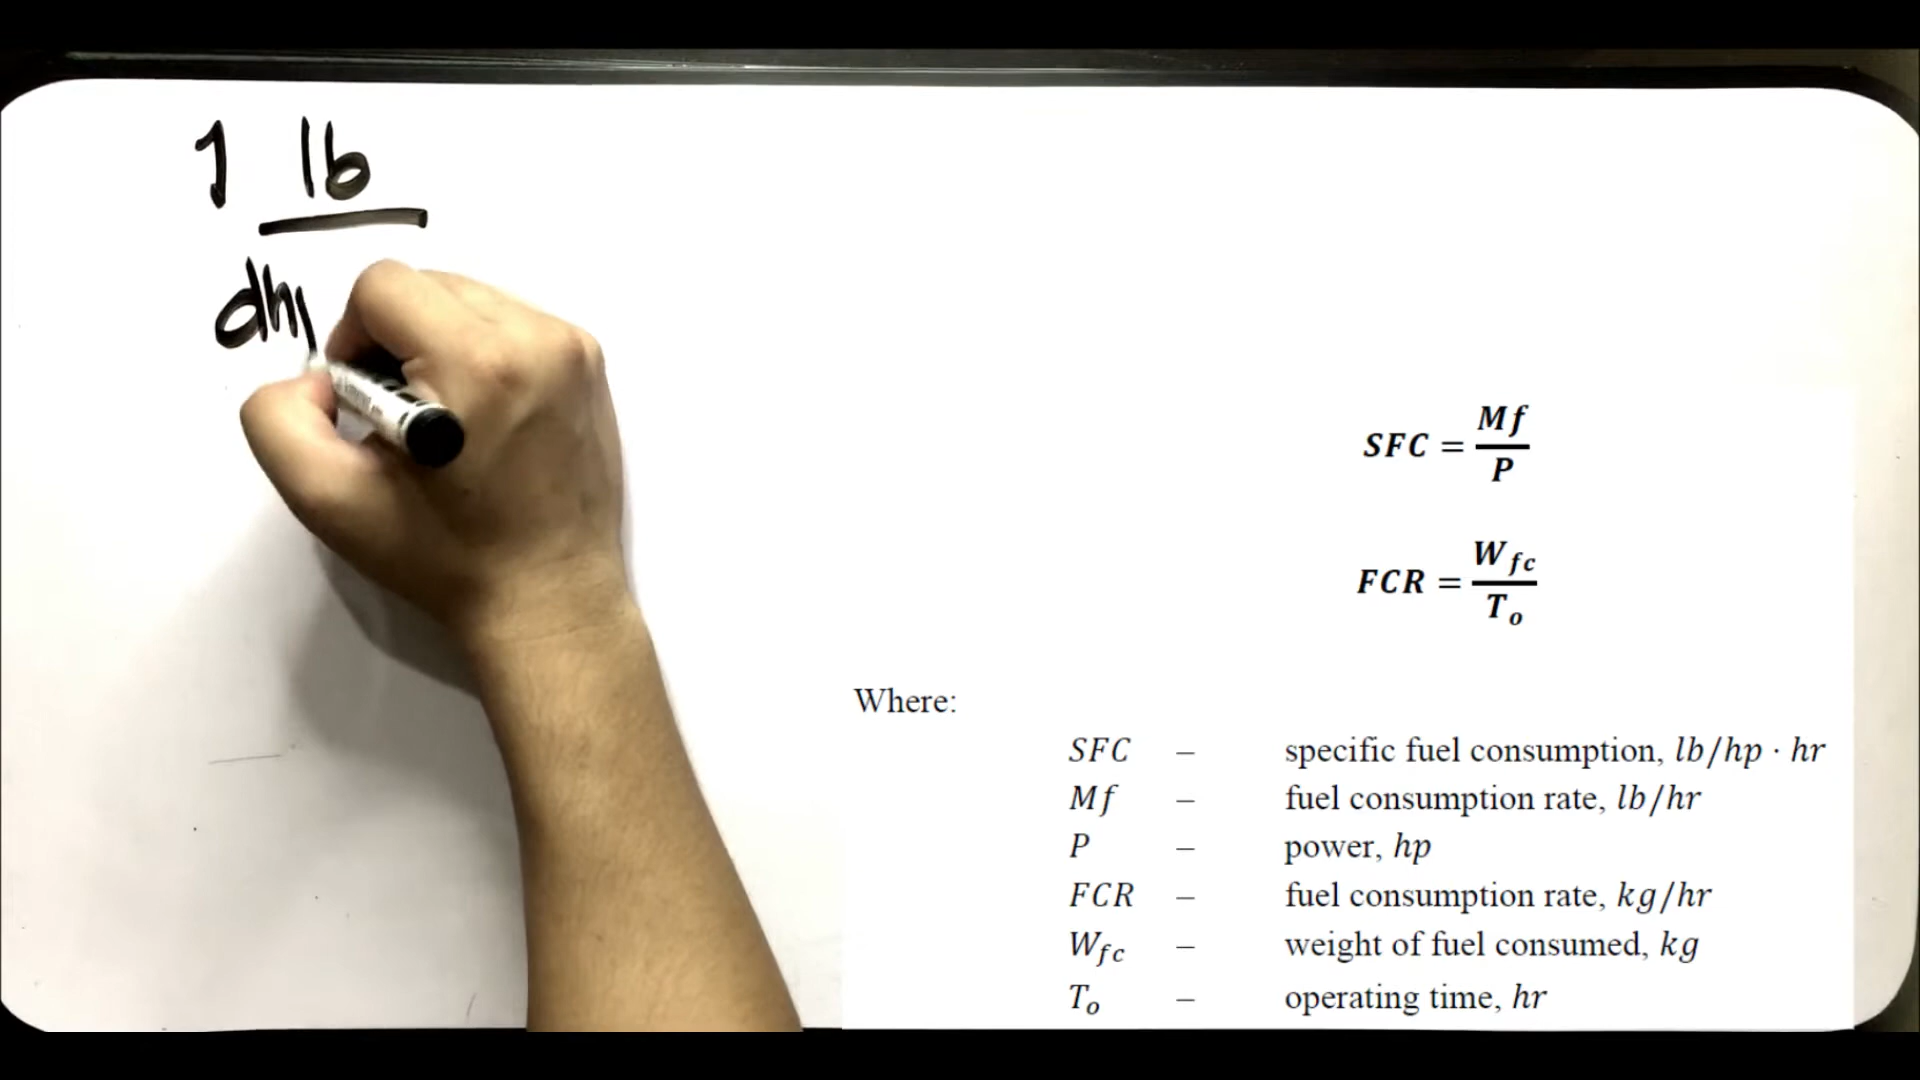 1 lb
dh
SFC = Mf / P
FCR = W_fc / T_o
Where:
SFC – specific fuel consumption, lb/hp · hr
Mf – fuel consumption rate, lb/hr
P – power, hp
FCR – fuel consumption rate, kg/hr
W_fc – weight of fuel consumed, kg
T_o – operating time, hr